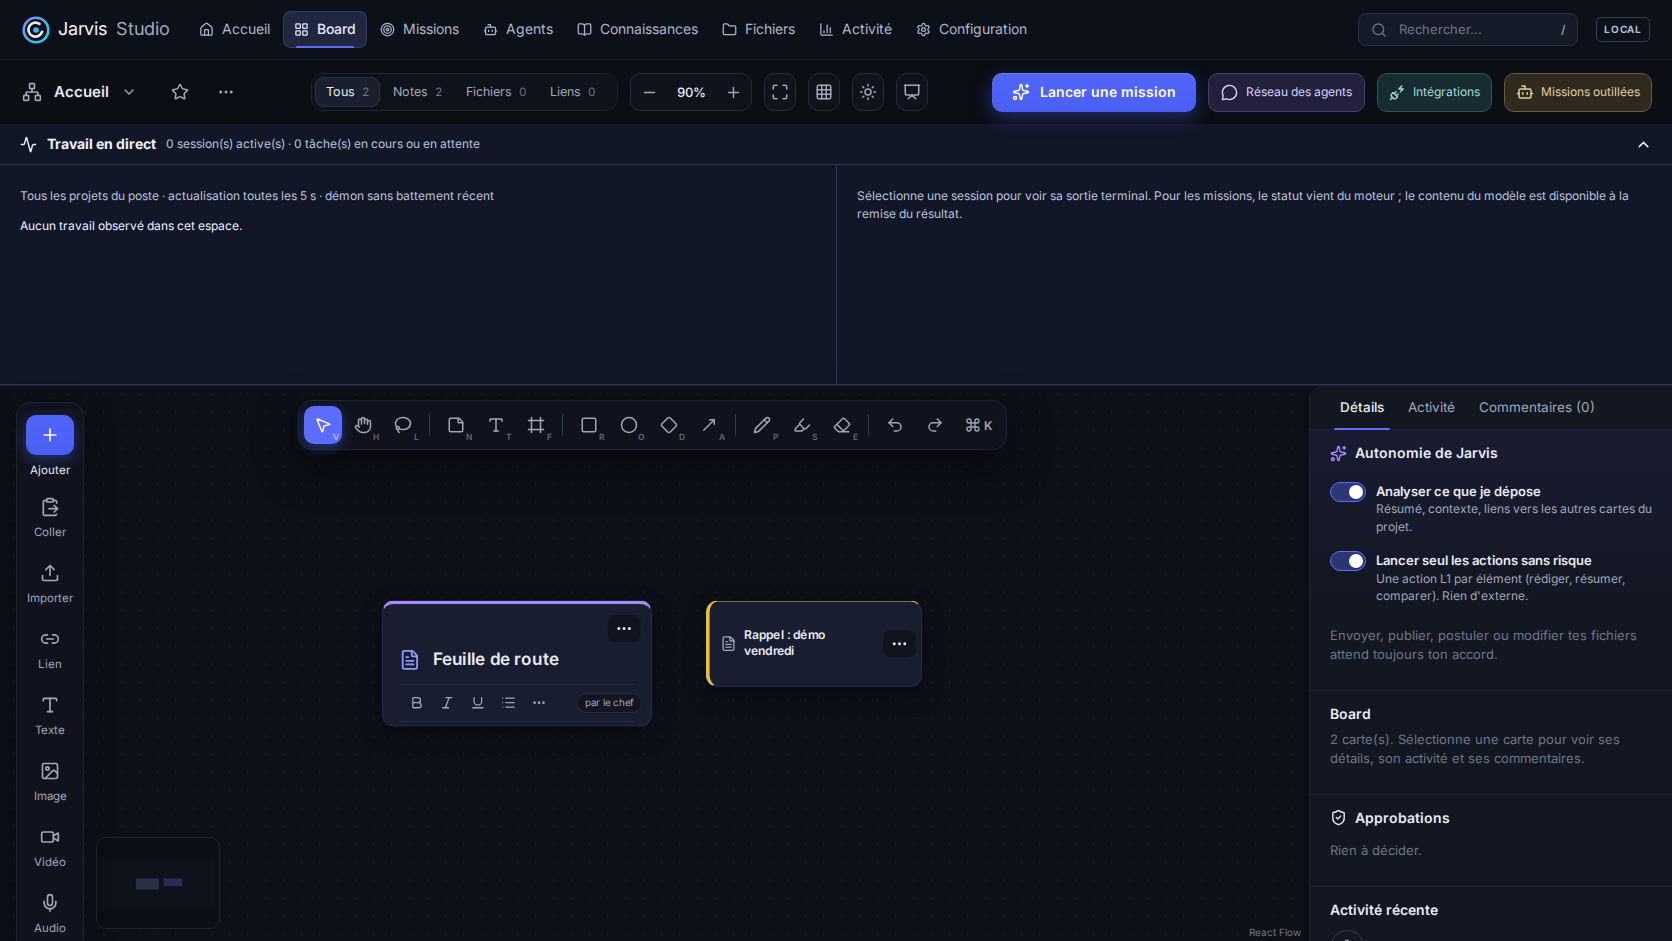 Jarvis Studio
Accueil
Board
Missions
Agents
Connaissances
Fichiers
Activité
Configuration
Rechercher...
/
LOCAL
Accueil
Tous 2
Notes 2
Fichiers 0
Liens 0
90%
Lancer une mission
Réseau des agents
Intégrations
Missions outillées
Travail en direct
0 session(s) active(s) · 0 tâche(s) en cours ou en attente
Tous les projets du poste · actualisation toutes les 5 s · démon sans battement récent
Aucun travail observé dans cet espace.
Sélectionne une session pour voir sa sortie terminal. Pour les missions, le statut vient du moteur ; le contenu du modèle est disponible à la
remise du résultat.
Ajouter
Coller
Importer
Lien
Texte
Image
Vidéo
Audio
V
H
L
N
T
F
R
O
D
A
P
S
E
⌘ K
Feuille de route
B I U
par le chef
Rappel : démo
vendredi
React Flow
Détails
Activité
Commentaires (0)
Autonomie de Jarvis
Analyser ce que je dépose
Résumé, contexte, liens vers les autres cartes du
projet.
Lancer seul les actions sans risque
Une action L1 par élément (rédiger, résumer,
comparer). Rien d'externe.
Envoyer, publier, postuler ou modifier tes fichiers
attend toujours ton accord.
Board
2 carte(s). Sélectionne une carte pour voir ses
détails, son activité et ses commentaires.
Approbations
Rien à décider.
Activité récente